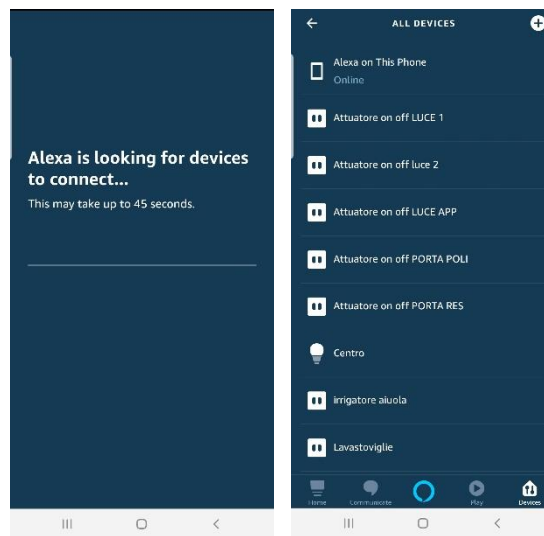 Alexa is looking for devices
to connect...
This may take up to 45 seconds.
ALL DEVICES
Alexa on This Phone
Online
Attuatore on off LUCE 1
Attuatore on off luce 2
Attuatore on off LUCE APP
Attuatore on off PORTA POLI
Attuatore on off PORTA RES
Centro
irrigatore aiuola
Lavastoviglie
Home Communicate Play Devices